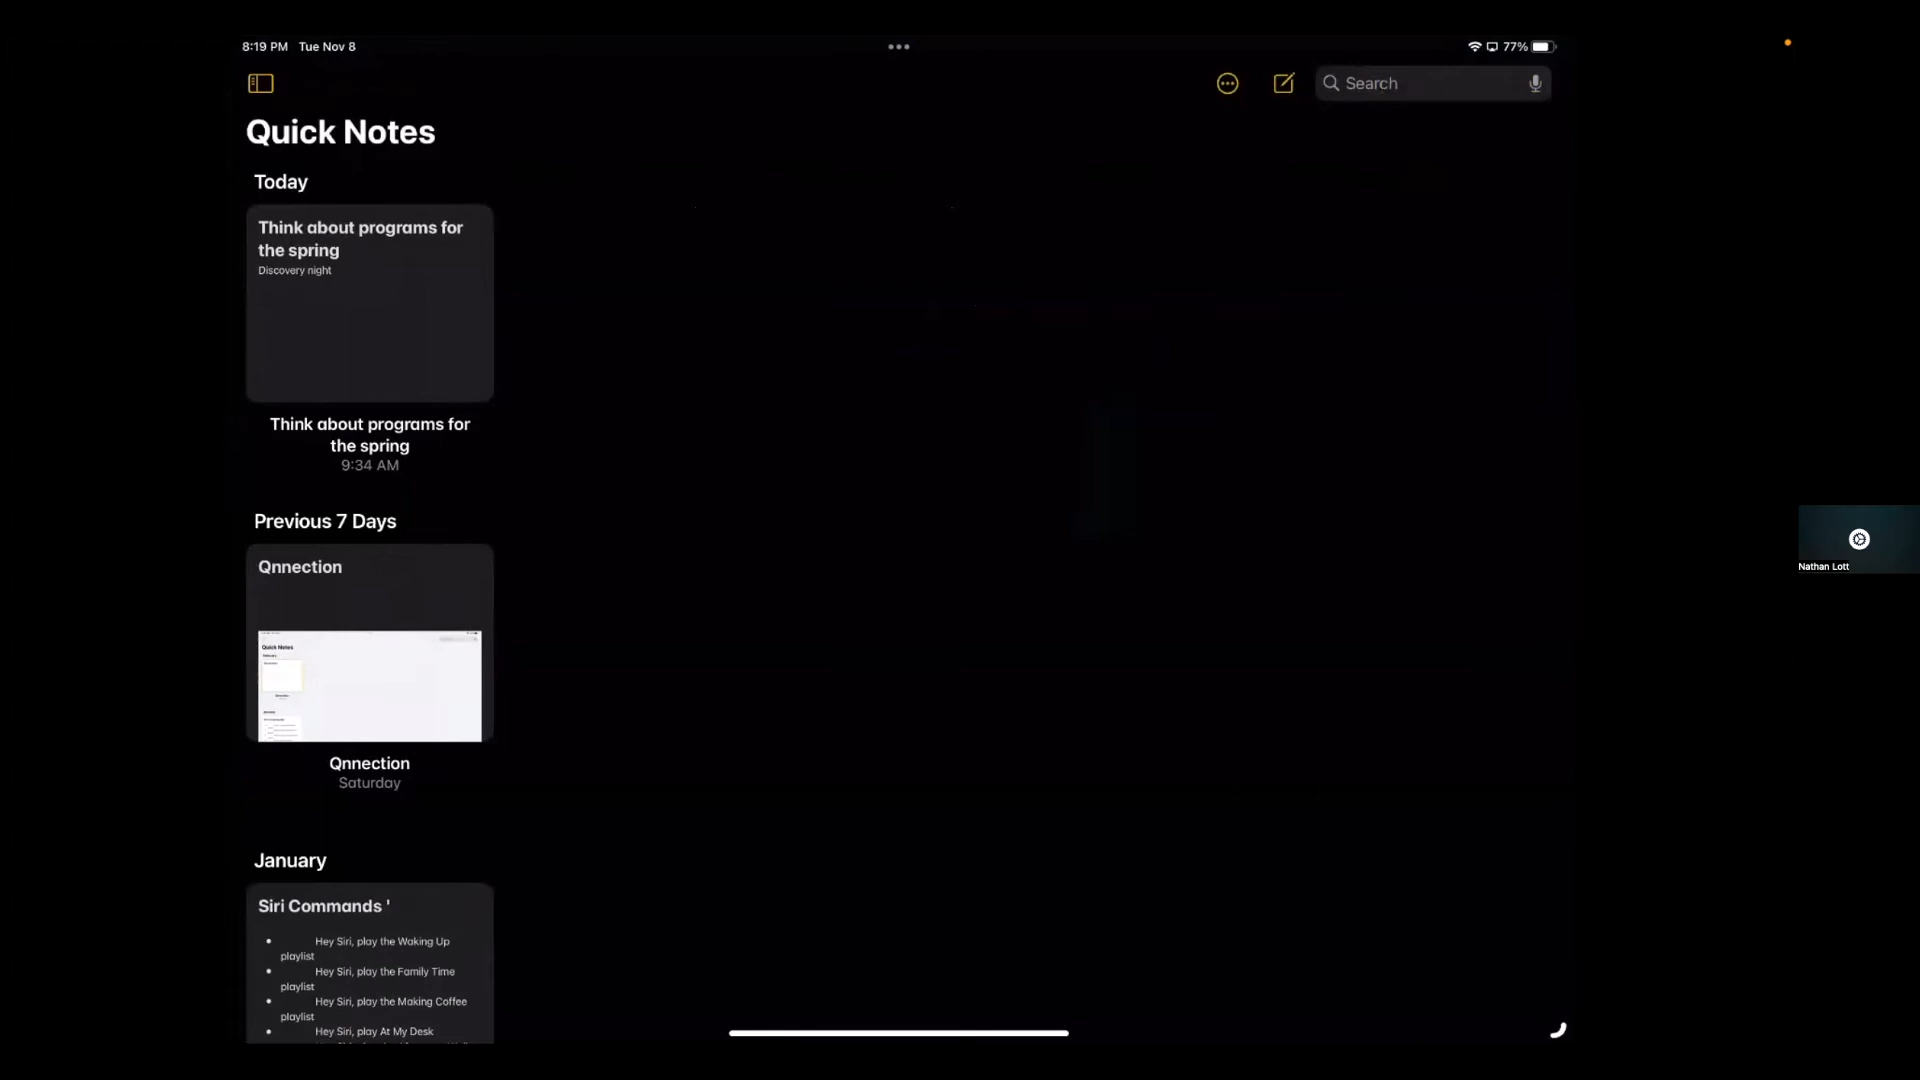 8:19 PM Tue Nov 8
77%
Search
Quick Notes
Today
Think about programs for
the spring
Discovery night
Think about programs for
the spring
9:34 AM
Previous 7 Days
Qnnection
Quick Notes
Qnnection
Saturday
Nathan Lott
January
Siri Commands '
• Hey Siri, play the Waking Up
playlist
• Hey Siri, play the Family Time
playlist
• Hey Siri, play the Making Coffee
playlist
• Hey Siri, play At My Desk